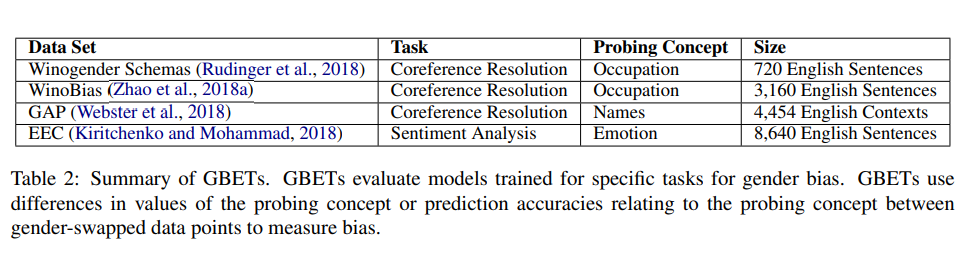 Data Set Task Probing Concept Size
Winogender Schemas (Rudinger et al., 2018) Coreference Resolution Occupation 720 English Sentences
WinoBias (Zhao et al., 2018a) Coreference Resolution Occupation 3,160 English Sentences
GAP (Webster et al., 2018) Coreference Resolution Names 4,454 English Contexts
EEC (Kiritchenko and Mohammad, 2018) Sentiment Analysis Emotion 8,640 English Sentences
Table 2: Summary of GBETs. GBETs evaluate models trained for specific tasks for gender bias. GBETs use
differences in values of the probing concept or prediction accuracies relating to the probing concept between
gender-swapped data points to measure bias.